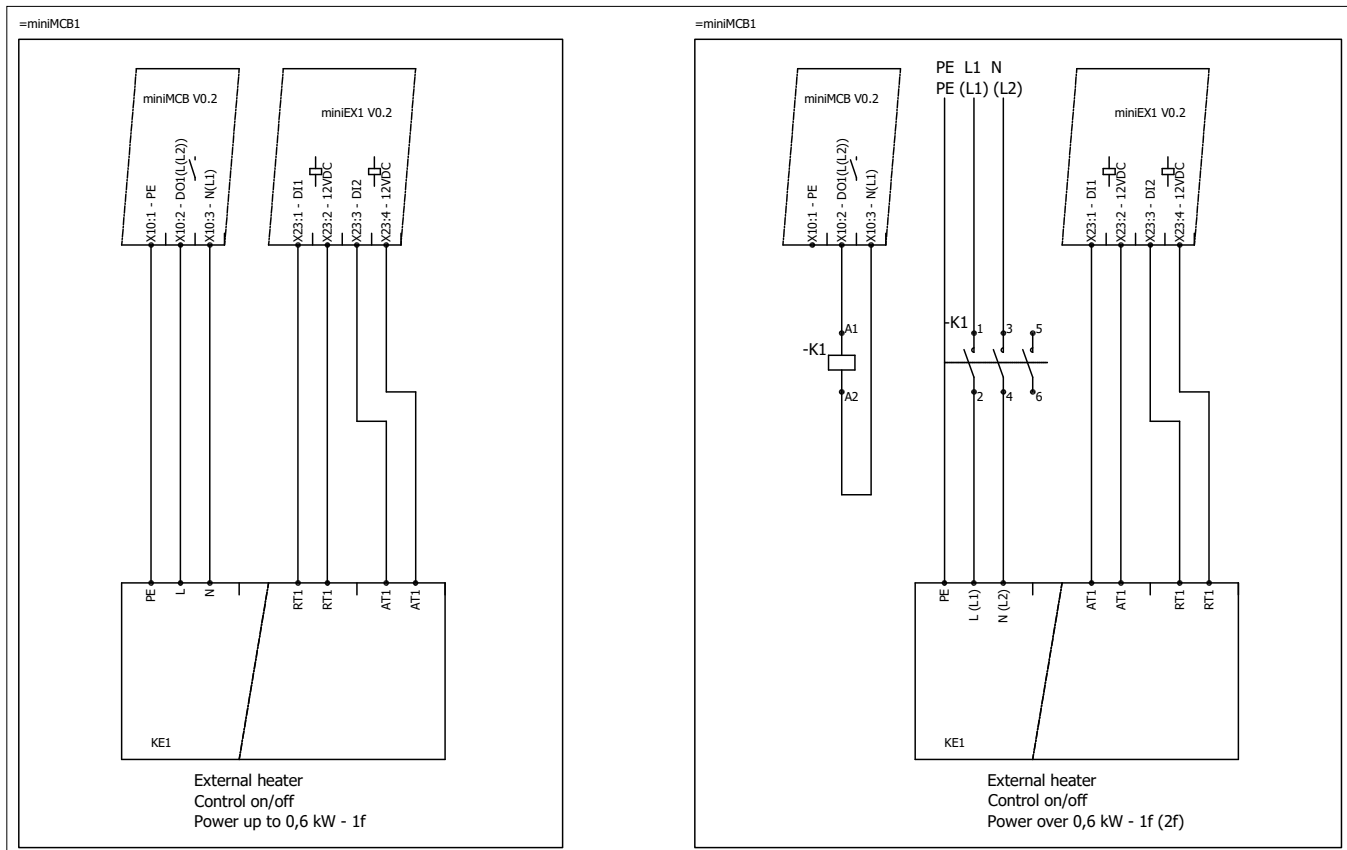 =miniMCB1
miniMCB V0.2
miniEX1 V0.2
X10:1 - PE
X10:2 - DO1(L(L2))
X10:3 - N(L1)
X23:1 - DI1
X23:2 - 12VDC
X23:3 - DI2
X23:4 - 12VDC
PE
L
N
RT1
RT1
AT1
AT1
KE1
External heater
Control on/off
Power up to 0,6 kW - 1f
=miniMCB1
PE L1 N
PE (L1) (L2)
miniMCB V0.2
miniEX1 V0.2
X10:1 - PE
X10:2 - DO1(L(L2))
X10:3 - N(L1)
X23:1 - DI1
X23:2 - 12VDC
X23:3 - DI2
X23:4 - 12VDC
-K1
A1
A2
-K1
1
3
5
2
4
6
PE
L (L1)
N (L2)
AT1
AT1
RT1
RT1
KE1
External heater
Control on/off
Power over 0,6 kW - 1f (2f)